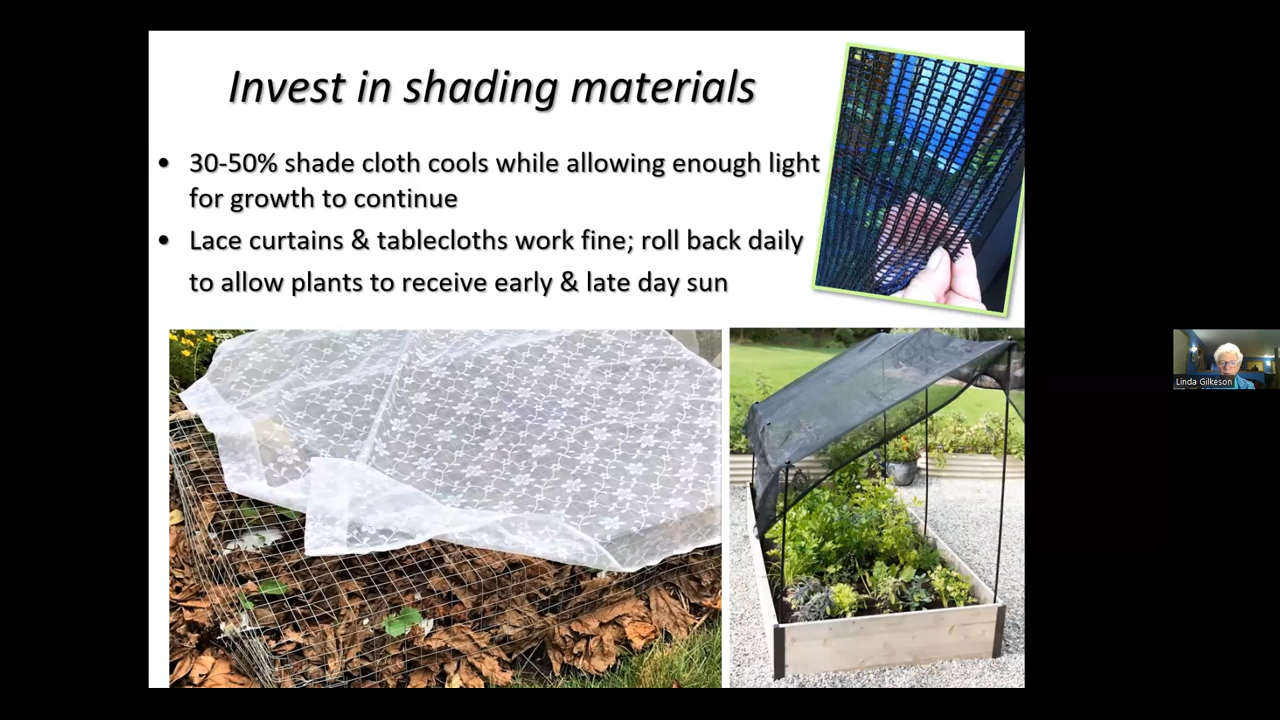 Invest in shading materials
• 30-50% shade cloth cools while allowing enough light
for growth to continue
• Lace curtains & tablecloths work fine; roll back daily
to allow plants to receive early & late day sun
Linda Gilkeson